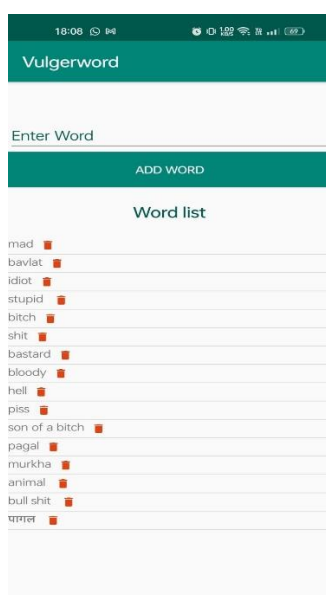 18:08
Vulgerword
Enter Word
ADD WORD
Word list
mad
bavlat
idiot
stupid
bitch
shit
bastard
bloody
hell
piss
son of a bitch
pagal
murkha
animal
bull shit
पागल